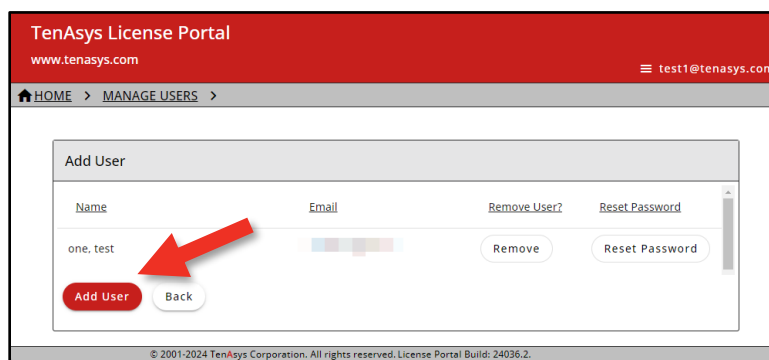 TenAsys License Portal
www.tenasys.com
≡ test1@tenasys.com
HOME > MANAGE USERS >
Add User
Name Email Remove User? Reset Password
one, test Remove Reset Password
Add User Back
© 2001-2024 TenAsys Corporation. All rights reserved. License Portal Build: 24036.2.